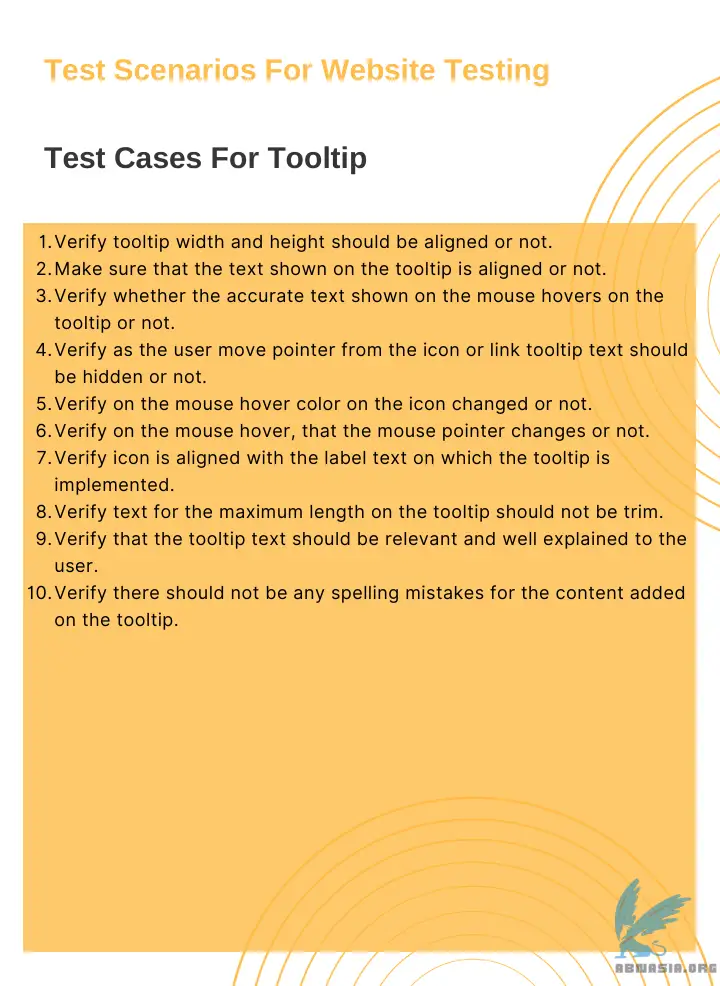 Test Scenarios For Website Testing
Test Cases For Tooltip
1. Verify tooltip width and height should be aligned or not.
2. Make sure that the text shown on the tooltip is aligned or not.
3. Verify whether the accurate text shown on the mouse hovers on the
tooltip or not.
4. Verify as the user move pointer from the icon or link tooltip text should
be hidden or not.
5. Verify on the mouse hover color on the icon changed or not.
6. Verify on the mouse hover, that the mouse pointer changes or not.
7. Verify icon is aligned with the label text on which the tooltip is
implemented.
8. Verify text for the maximum length on the tooltip should not be trim.
9. Verify that the tooltip text should be relevant and well explained to the
user.
10. Verify there should not be any spelling mistakes for the content added
on the tooltip.
ABWASIA.ORG